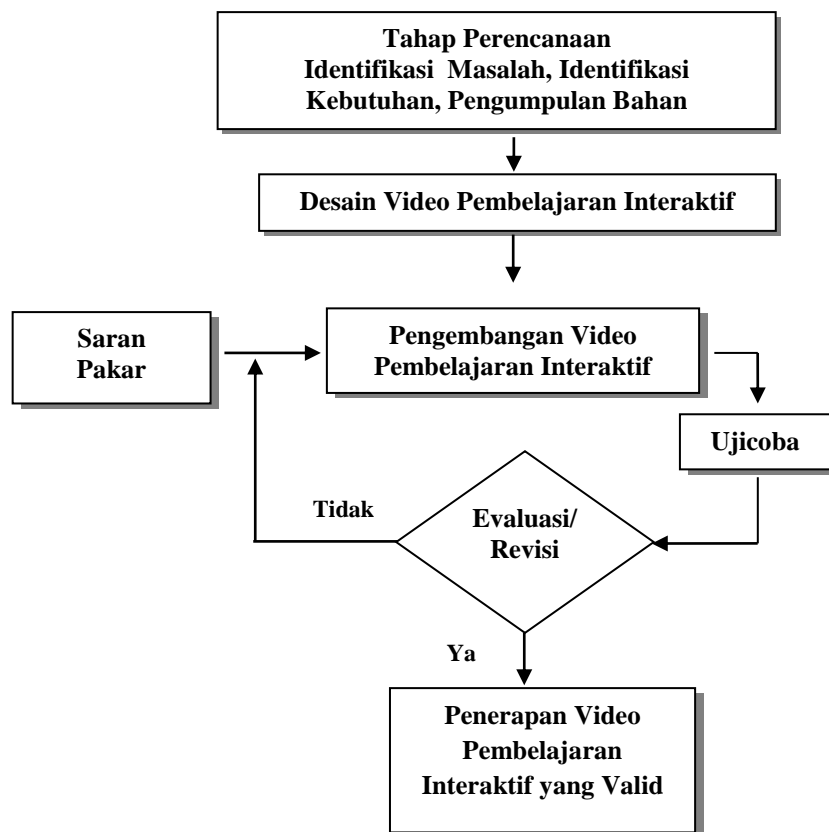 Tahap Perencanaan
Identifikasi Masalah, Identifikasi
Kebutuhan, Pengumpulan Bahan
Desain Video Pembelajaran Interaktif
Saran
Pakar
Pengembangan Video
Pembelajaran Interaktif
Ujicoba
Tidak
Evaluasi/
Revisi
Ya
Penerapan Video
Pembelajaran
Interaktif yang Valid